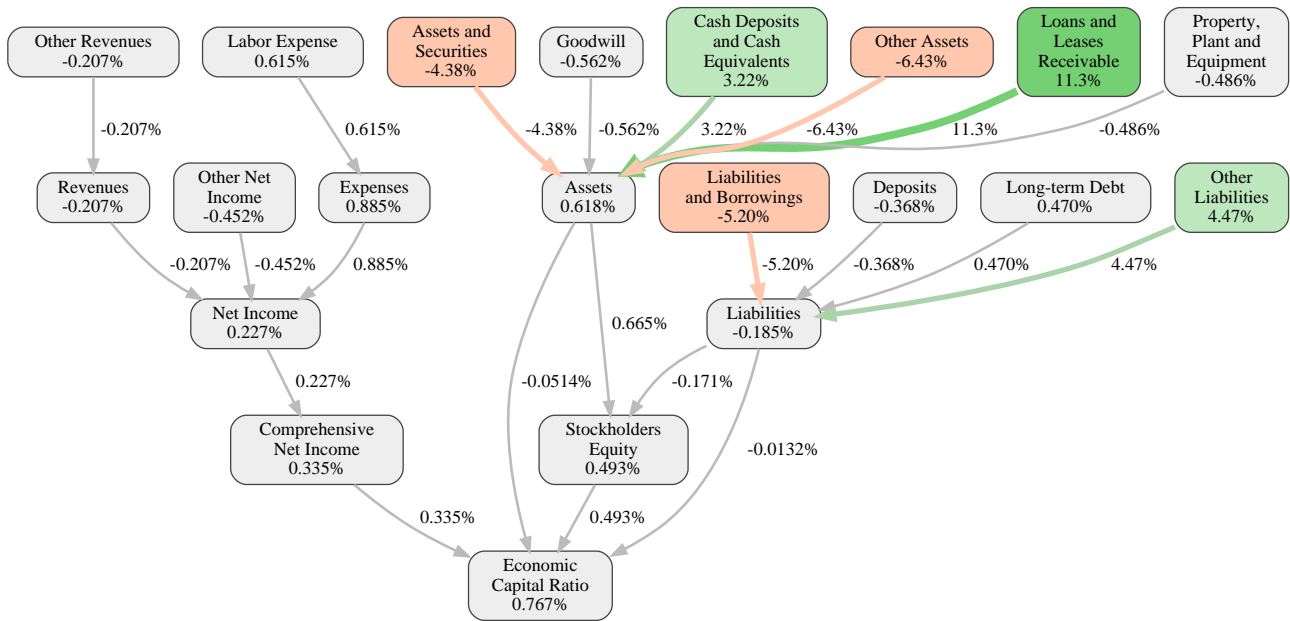 Other Revenues
-0.207%
Labor Expense
0.615%
Assets and
Securities
-4.38%
Goodwill
-0.562%
Cash Deposits
and Cash
Equivalents
3.22%
Other Assets
-6.43%
Loans and
Leases
Receivable
11.3%
Property,
Plant and
Equipment
-0.486%
-0.207%
0.615%
-4.38%
-0.562%
3.22%
-6.43%
11.3%
-0.486%
Revenues
-0.207%
Other Net
Income
-0.452%
Expenses
0.885%
Assets
0.618%
Liabilities
and Borrowings
-5.20%
Deposits
-0.368%
Long-term Debt
0.470%
Other
Liabilities
4.47%
-0.207%
-0.452%
0.885%
-5.20%
-0.368%
0.470%
4.47%
Net Income
0.227%
Liabilities
-0.185%
0.665%
0.227%
-0.0514%
-0.171%
Comprehensive
Net Income
0.335%
Stockholders
Equity
0.493%
-0.0132%
0.335%
0.493%
Economic
Capital Ratio
0.767%